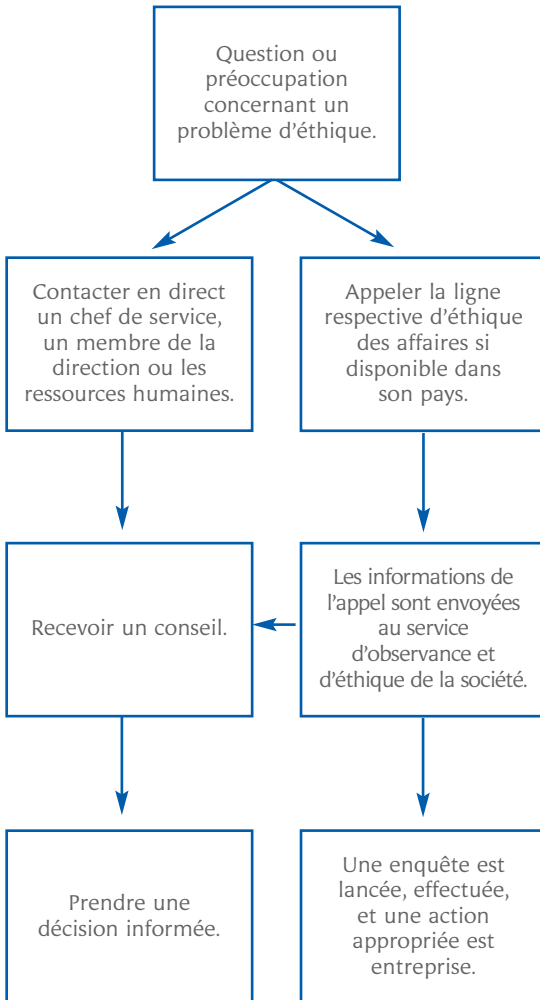 Question ou
préoccupation
concernant un
problème d'éthique.
Contacter en direct
un chef de service,
un membre de la
direction ou les
ressources humaines.
Appeler la ligne
respective d'éthique
des affaires si
disponible dans
son pays.
Recevoir un conseil.
Les informations de
l'appel sont envoyées
au service
d'observance et
d'éthique de la société.
Prendre une
décision informée.
Une enquête est
lancée, effectuée,
et une action
appropriée est
entreprise.